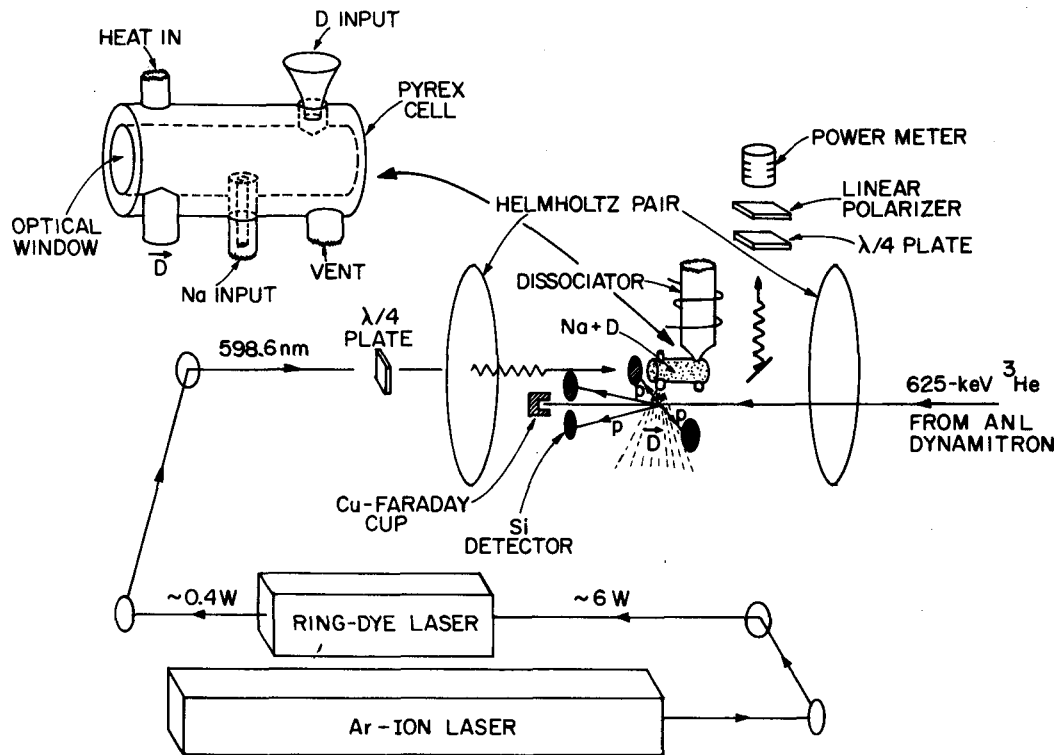 D INPUT
HEAT IN
PYREX
CELL
OPTICAL
WINDOW
D
Na INPUT
VENT
POWER METER
LINEAR
POLARIZER
λ/4 PLATE
HELMHOLTZ PAIR
DISSOCIATOR
Na+D
λ/4
PLATE
598.6nm
625-keV ³He
FROM ANL
DYNAMITRON
p
p
p
D
Cu-FARADAY
CUP
Si
DETECTOR
~0.4W
RING-DYE LASER
~6W
Ar-ION LASER